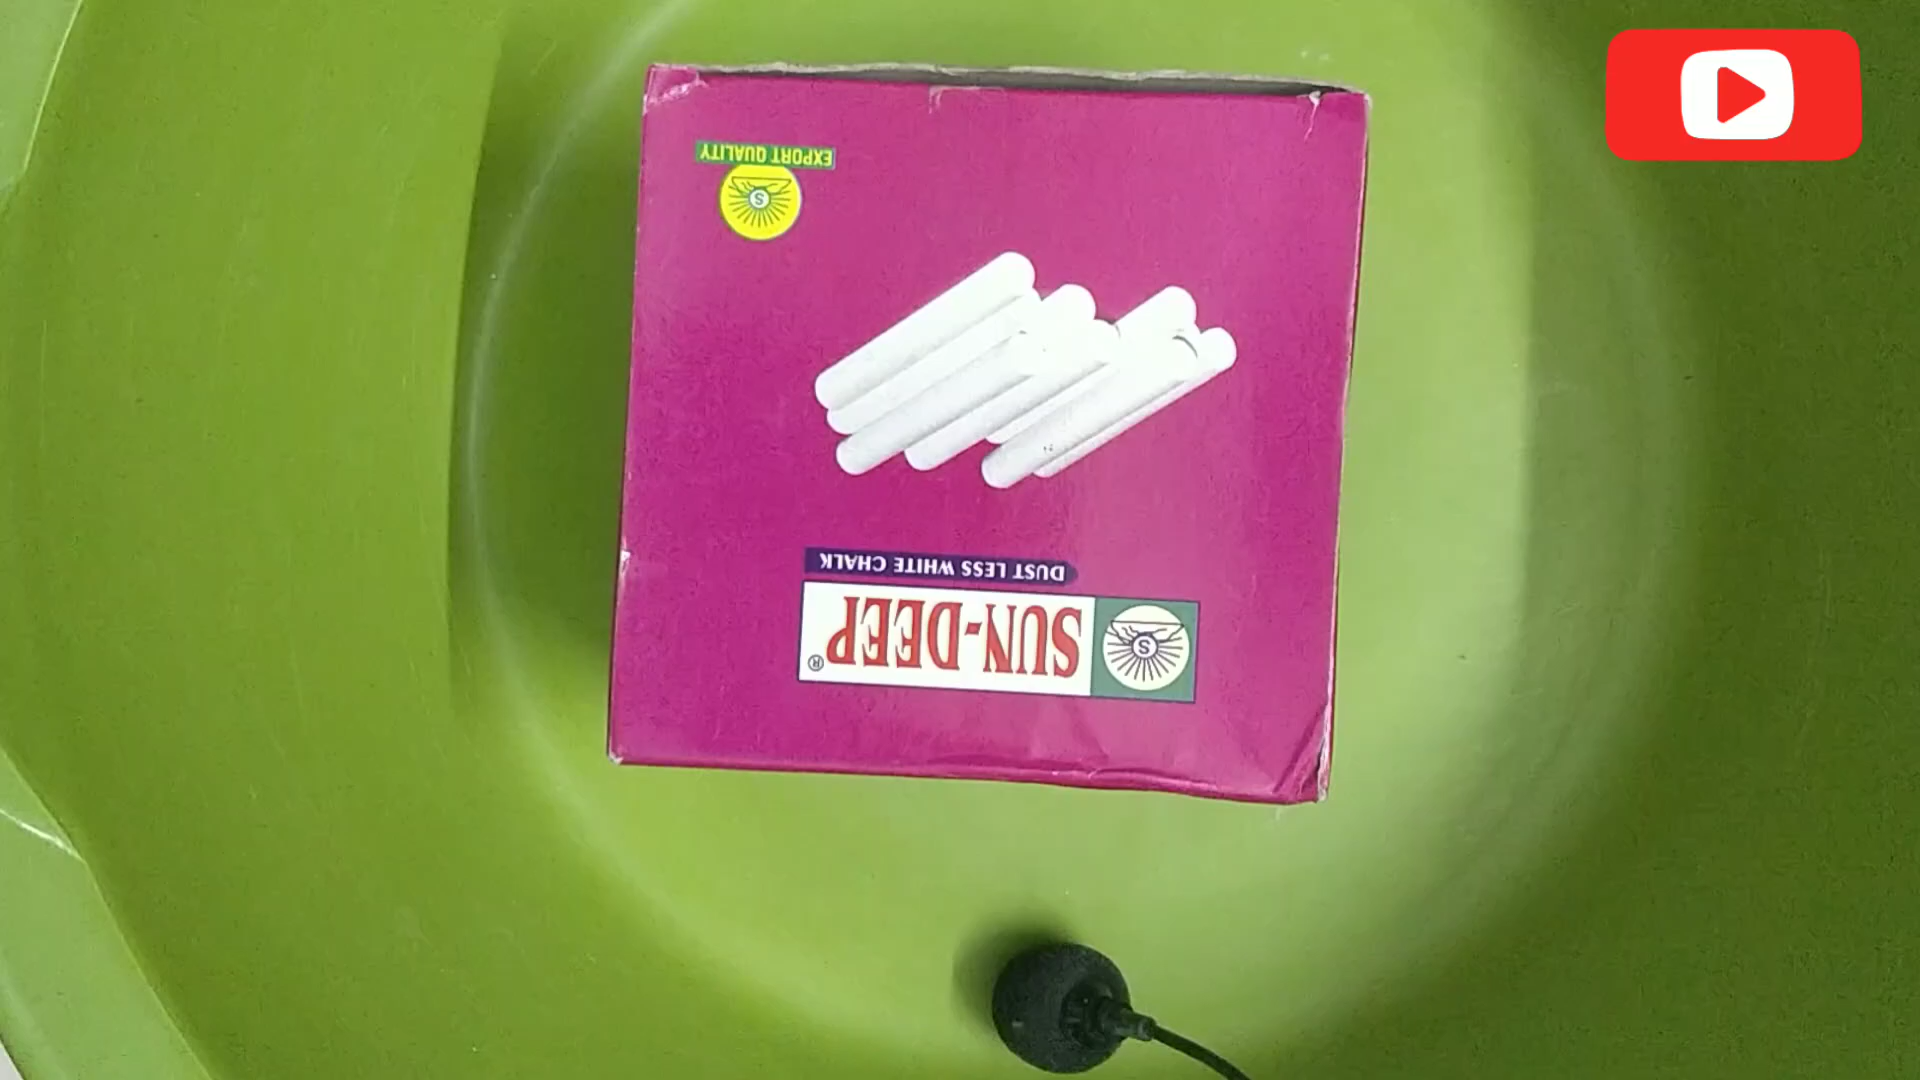 SUN-DEEP®
DUST LESS WHITE CHALK
S
S
EXPORT QUALITY